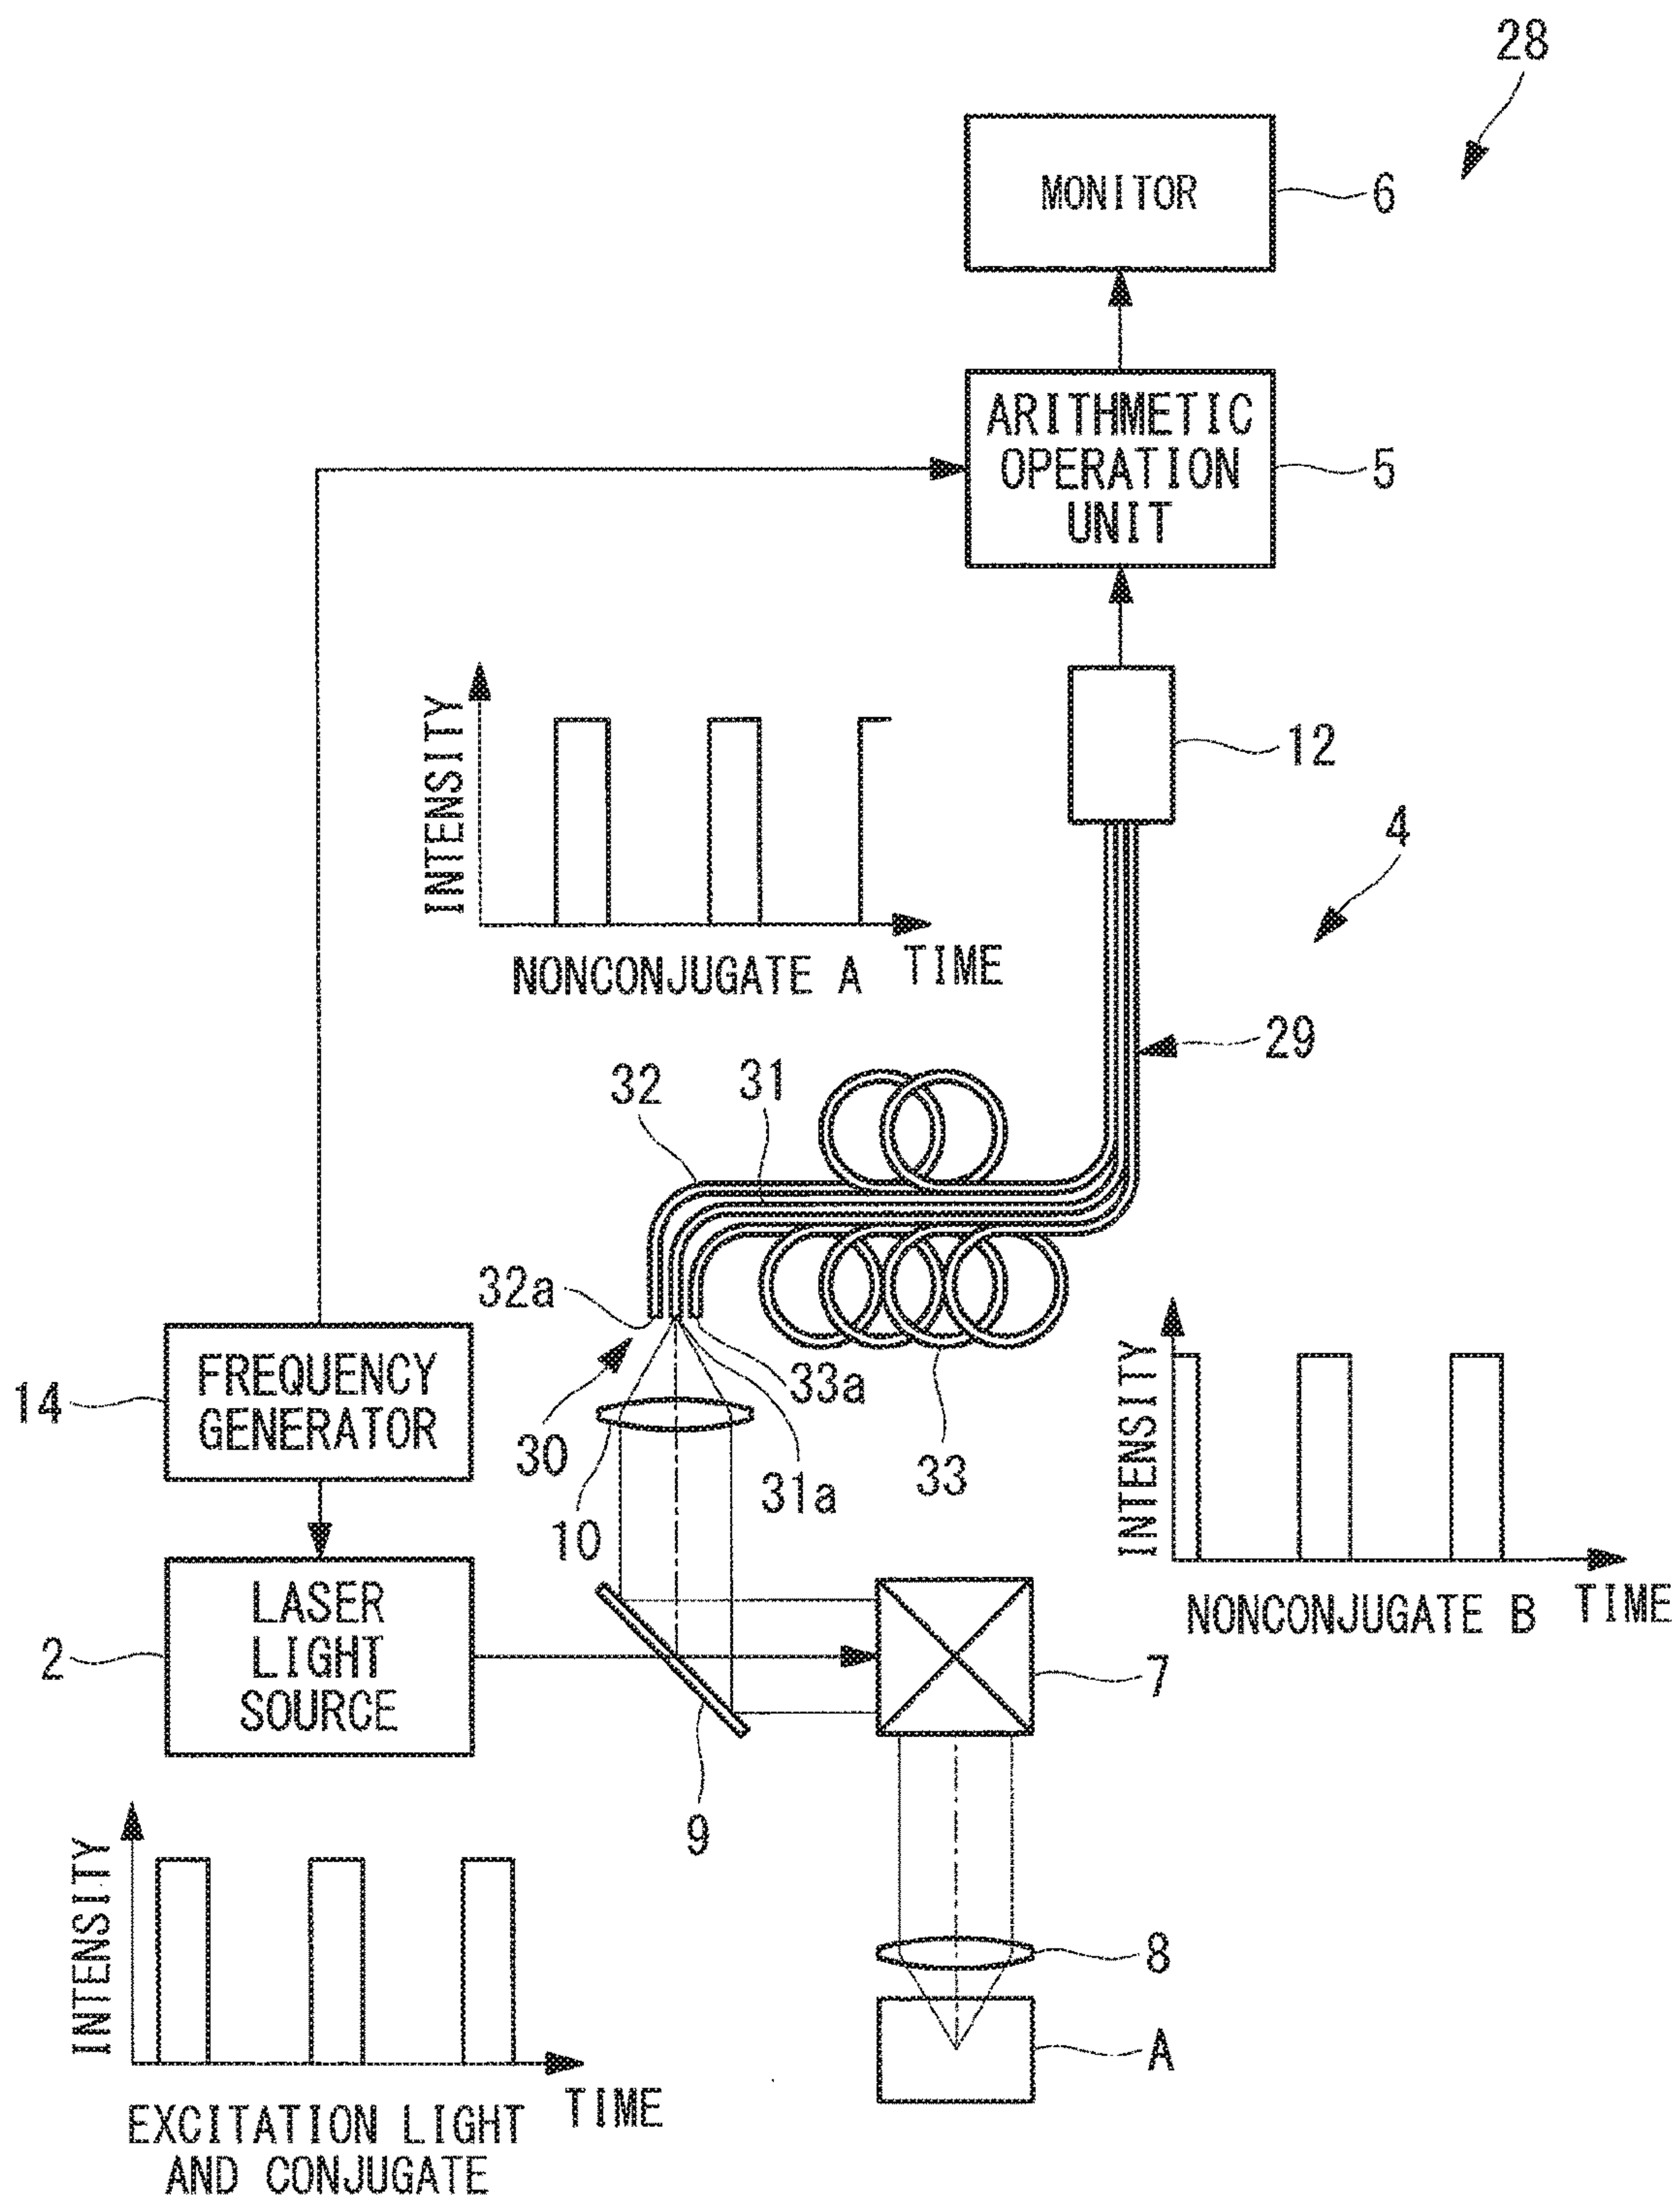 28
MONITOR
6
ARITHMETIC
OPERATION
UNIT
5
INTENSITY
TIME
NONCONJUGATE A
12
4
29
32
31
32a
33a
30
31a
33
10
14
FREQUENCY
GENERATOR
INTENSITY
TIME
NONCONJUGATE B
2
LASER
LIGHT
SOURCE
7
9
INTENSITY
TIME
EXCITATION LIGHT
AND CONJUGATE
8
A